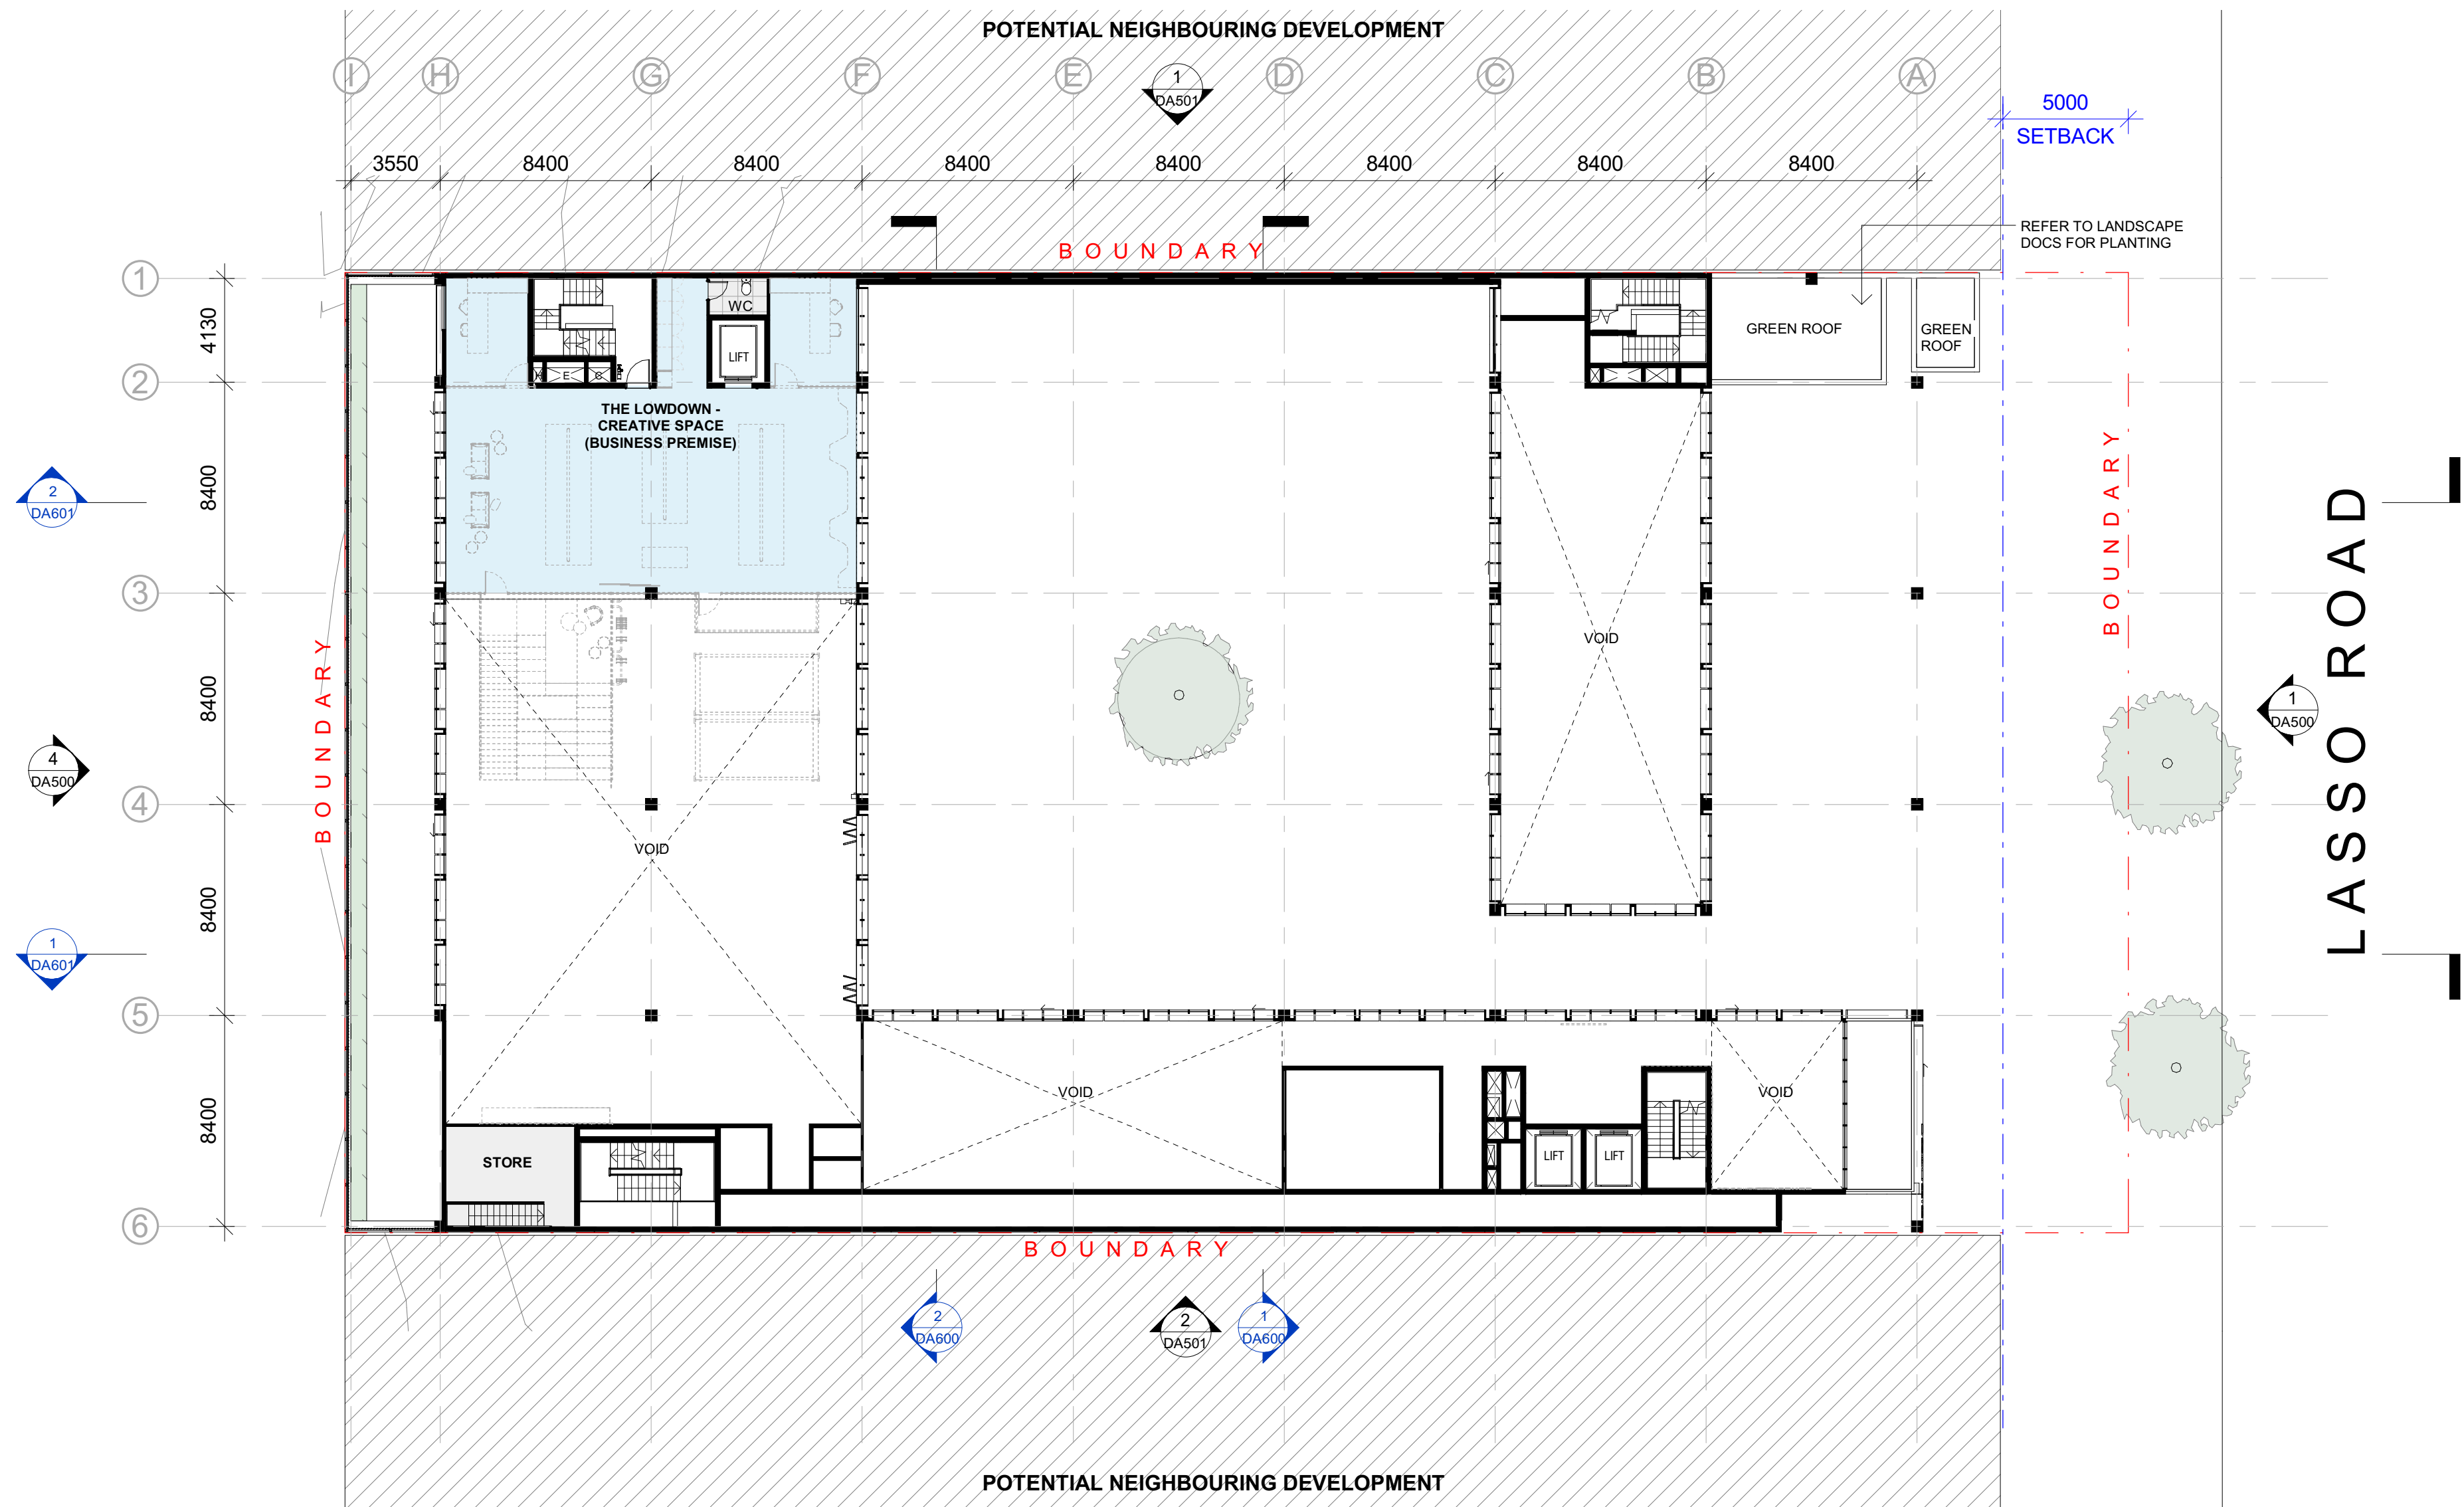 POTENTIAL NEIGHBOURING DEVELOPMENT
I H G F E D C B A
1
DA501
5000
SETBACK
3550 8400 8400 8400 8400 8400 8400 8400
REFER TO LANDSCAPE
DOCS FOR PLANTING
BOUNDARY
1
4130
WC
LIFT
GREEN ROOF
GREEN
ROOF
H E C
2
THE LOWDOWN -
CREATIVE SPACE
(BUSINESS PREMISE)
8400
2
DA601
BOUNDARY
LASSO ROAD
3
VOID
8400
BOUNDARY
1
DA500
4
DA500
4
VOID
8400
1
DA601
5
VOID
VOID
8400
STORE
LIFT
LIFT
6
BOUNDARY
2
DA600
2
DA501
1
DA600
POTENTIAL NEIGHBOURING DEVELOPMENT